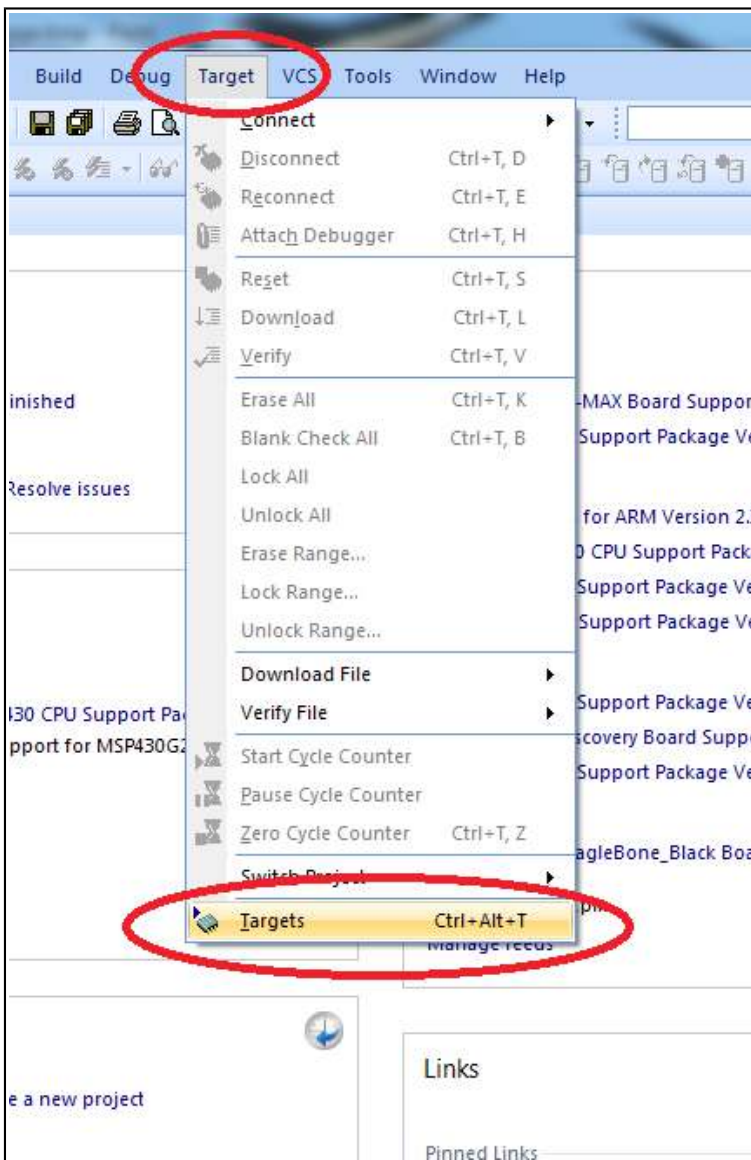 Build Debug Target VCS Tools Window Help
Connect
Disconnect Ctrl+T, D
Reconnect Ctrl+T, E
Attach Debugger Ctrl+T, H
Reset Ctrl+T, S
Download Ctrl+T, L
Verify Ctrl+T, V
Erase All Ctrl+T, K
Blank Check All Ctrl+T, B
Lock All
Unlock All
Erase Range...
Lock Range...
Unlock Range...
Download File
Verify File
Start Cycle Counter
Pause Cycle Counter
Zero Cycle Counter Ctrl+T, Z
Switch Project
Targets Ctrl+Alt+T
inished
Resolve issues
430 CPU Support Pa
pport for MSP430G2
e a new project
-MAX Board Suppor
Support Package Ve
for ARM Version 2.
0 CPU Support Pack
Support Package Ve
Support Package Ve
Support Package Ve
scovery Board Supp
Support Package Ve
agleBone_Black Boa
Manage feeds
Links
Pinned Links